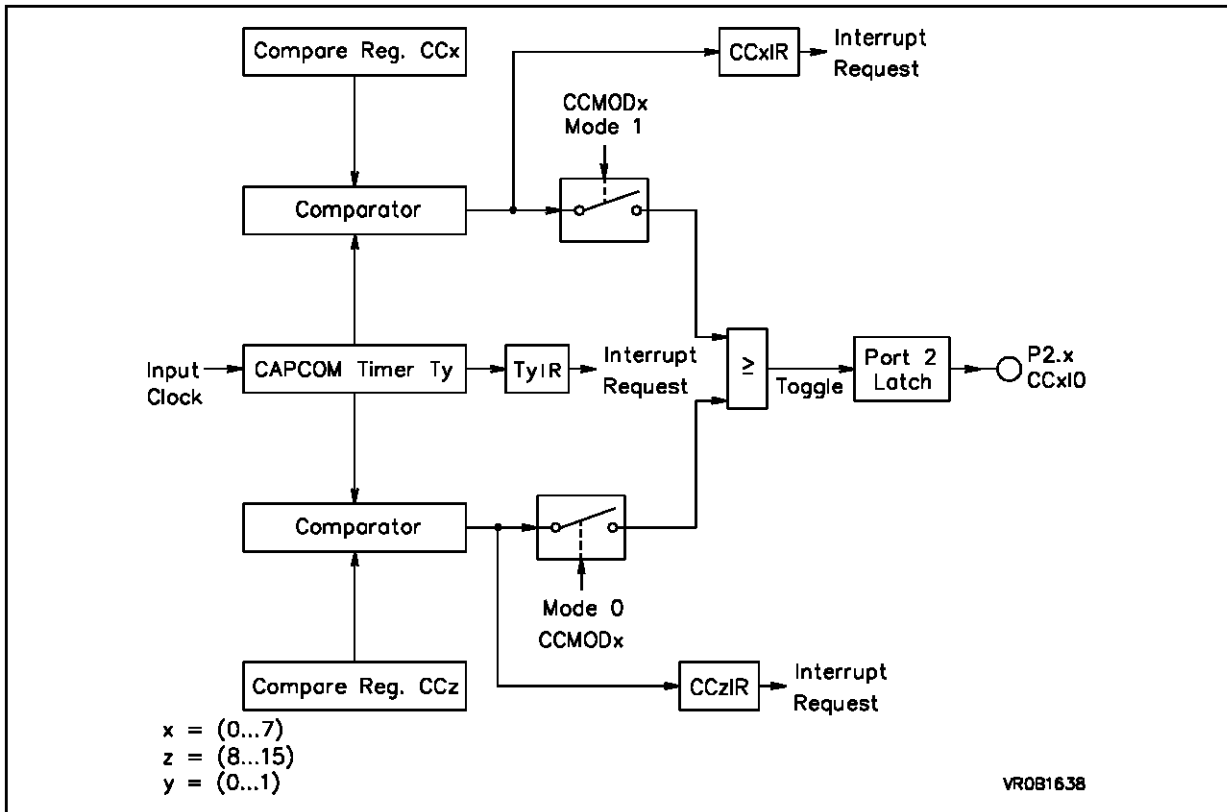 Compare Reg. CCx
CCxIR
Interrupt
Request
CCMODx
Mode 1
Comparator
Input
Clock
CAPCOM Timer Ty
TyIR
Interrupt
Request
≥
Toggle
Port 2
Latch
P2.x
CCxIO
Comparator
Mode 0
CCMODx
Compare Reg. CCz
CCzIR
Interrupt
Request
x = (0...7)
z = (8...15)
y = (0...1)
VR0B1638